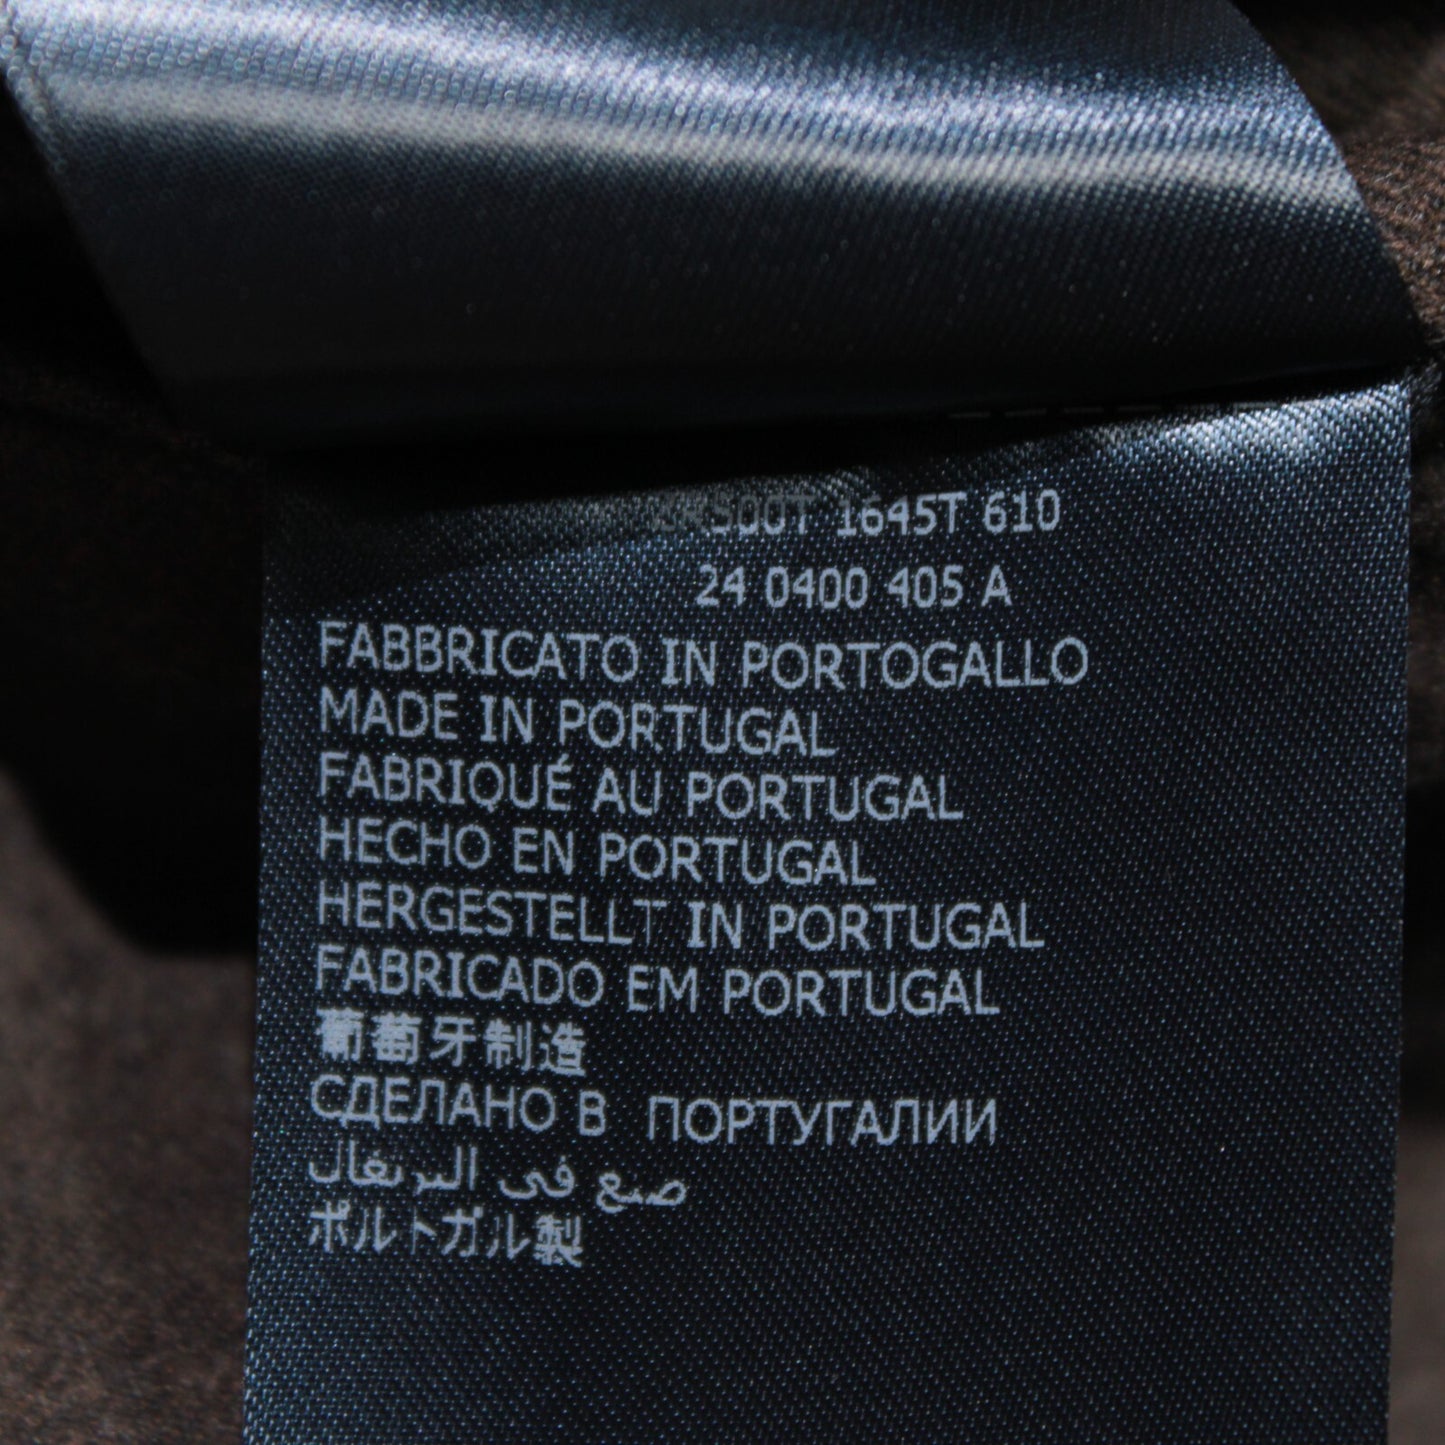 1645T 610
24 0400 405 A
FABBRICATO IN PORTOGALLO
MADE IN PORTUGAL
FABRIQUÉ AU PORTUGAL
HECHO EN PORTUGAL
HERGESTELLT IN PORTUGAL
FABRICADO EM PORTUGAL
葡萄牙制造
СДЕЛАНО В ПОРТУГАЛИИ
صنع في البرتغال
ポルトガル製